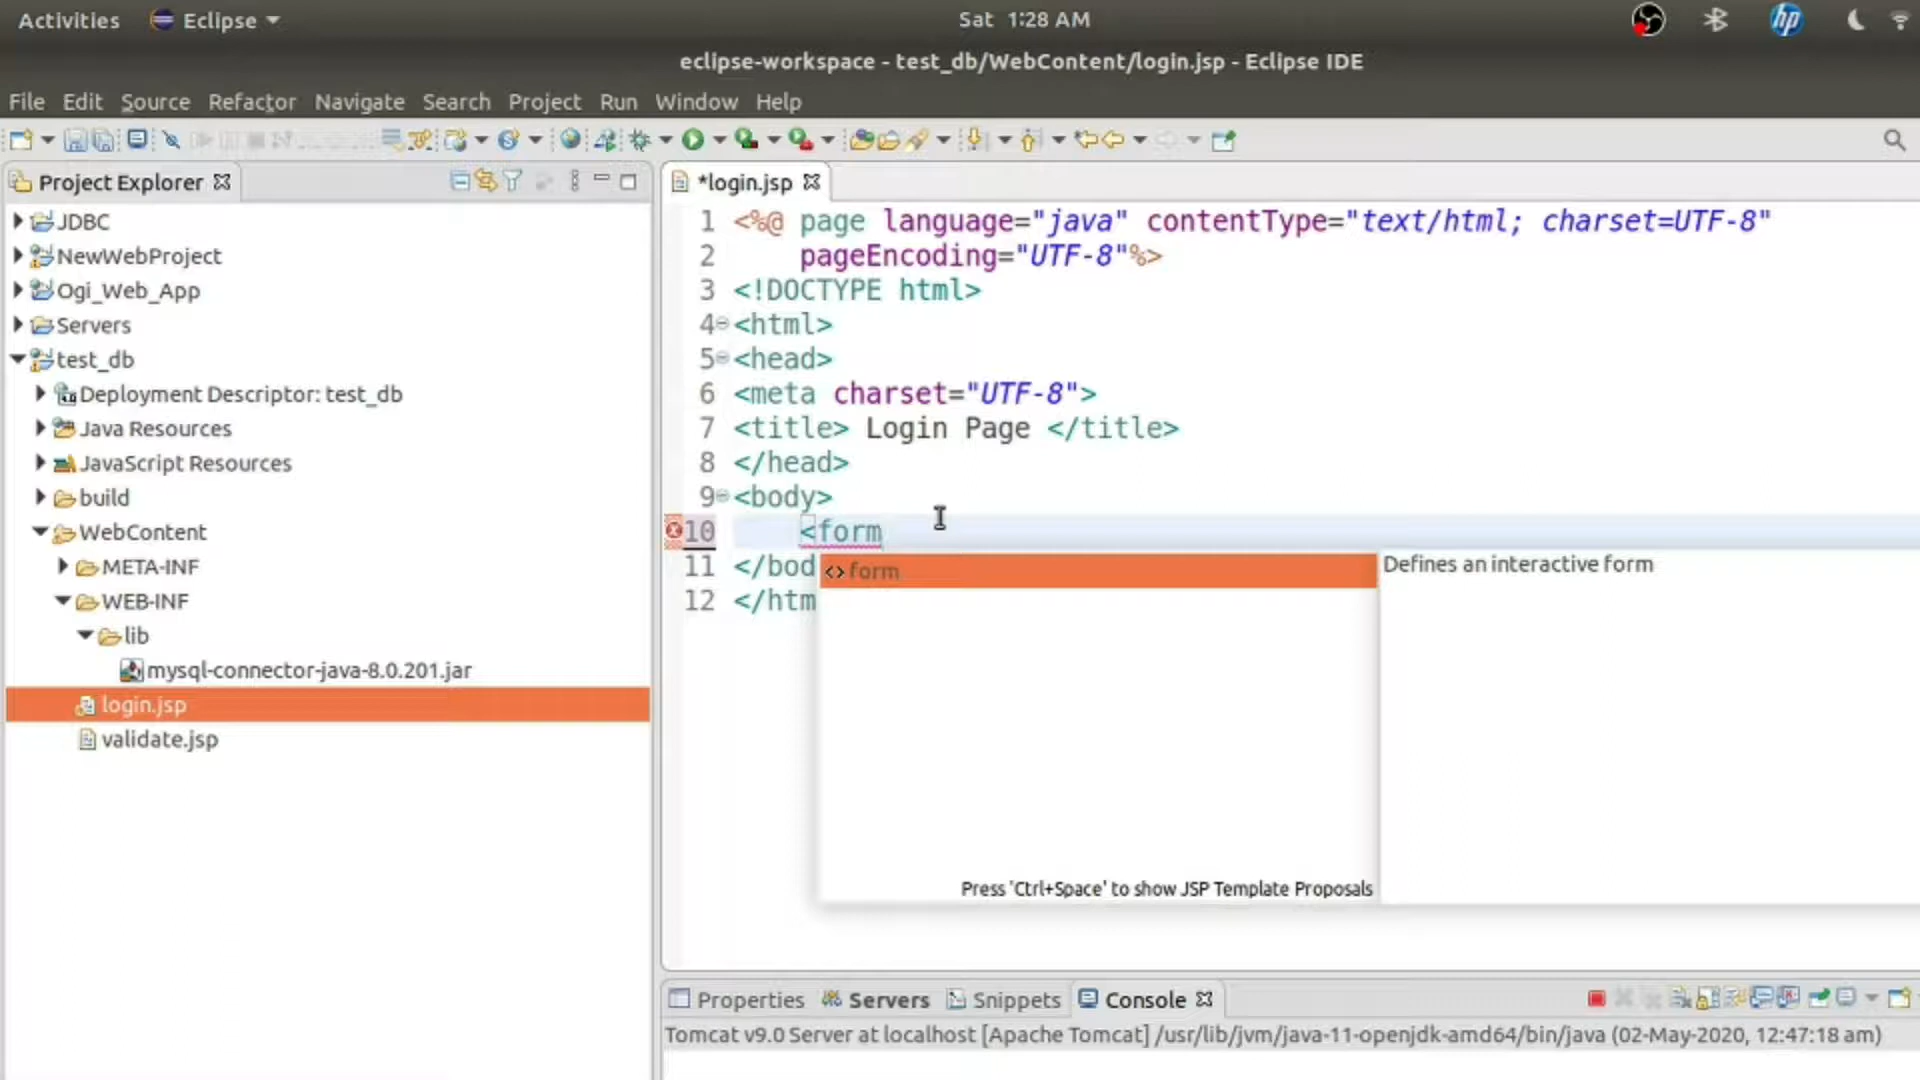 Activities Eclipse Sat 1:28 AM
eclipse-workspace - test_db/WebContent/login.jsp - Eclipse IDE
File Edit Source Refactor Navigate Search Project Run Window Help
Project Explorer
JDBC
NewWebProject
Ogi_Web_App
Servers
test_db
Deployment Descriptor: test_db
Java Resources
JavaScript Resources
build
WebContent
META-INF
WEB-INF
lib
mysql-connector-java-8.0.201.jar
login.jsp
validate.jsp
*login.jsp
1 <%@ page language="java" contentType="text/html; charset=UTF-8"
2 pageEncoding="UTF-8"%>
3 <!DOCTYPE html>
4 <html>
5 <head>
6 <meta charset="UTF-8">
7 <title> Login Page </title>
8 </head>
9 <body>
10 <form
11 </bod
12 </htm
<> form
Defines an interactive form
Press 'Ctrl+Space' to show JSP Template Proposals
Properties Servers Snippets Console
Tomcat v9.0 Server at localhost [Apache Tomcat] /usr/lib/jvm/java-11-openjdk-amd64/bin/java (02-May-2020, 12:47:18 am)
hp